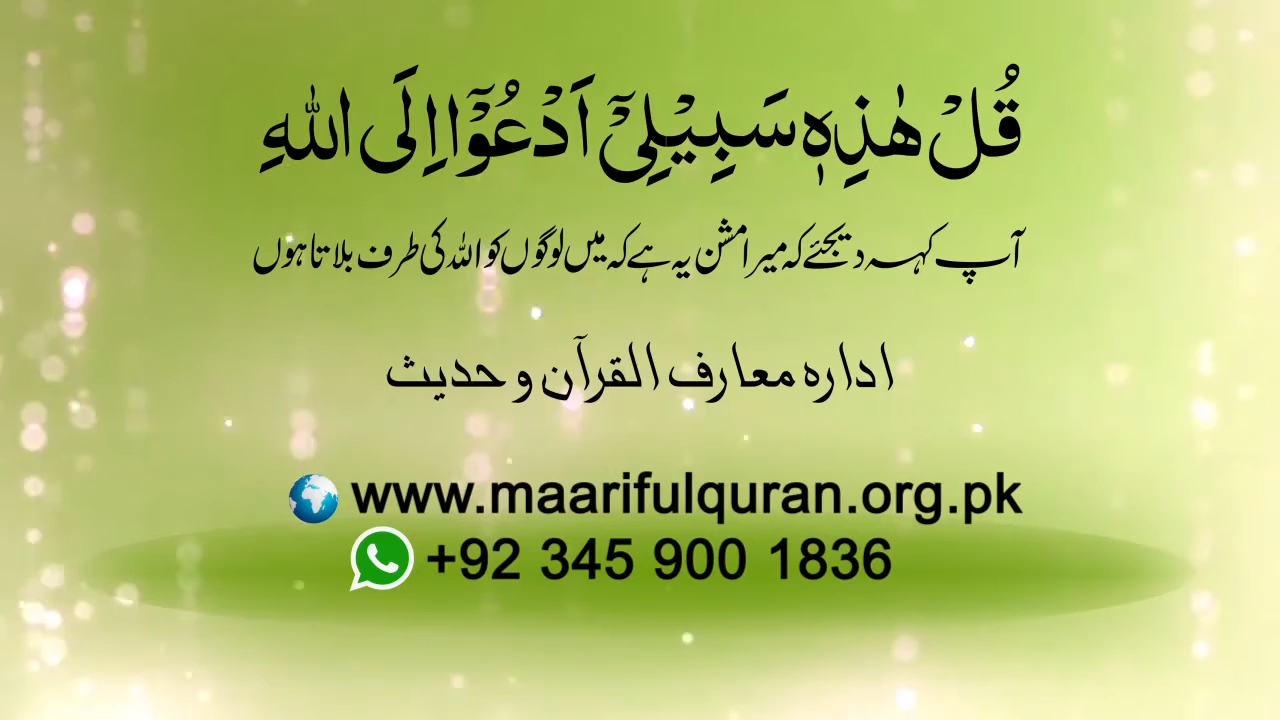 قُلْ هٰذِهٖ سَبِيْلِیْٓ اَدْعُوْٓا اِلَی اللّٰهِ
آپ کہہ دیجئے کہ میرا مشن یہ ہے کہ میں لوگوں کو اللہ کی طرف بلاتا ہوں
ادارہ معارف القرآن و حدیث
www.maarifulquran.org.pk
+92 345 900 1836